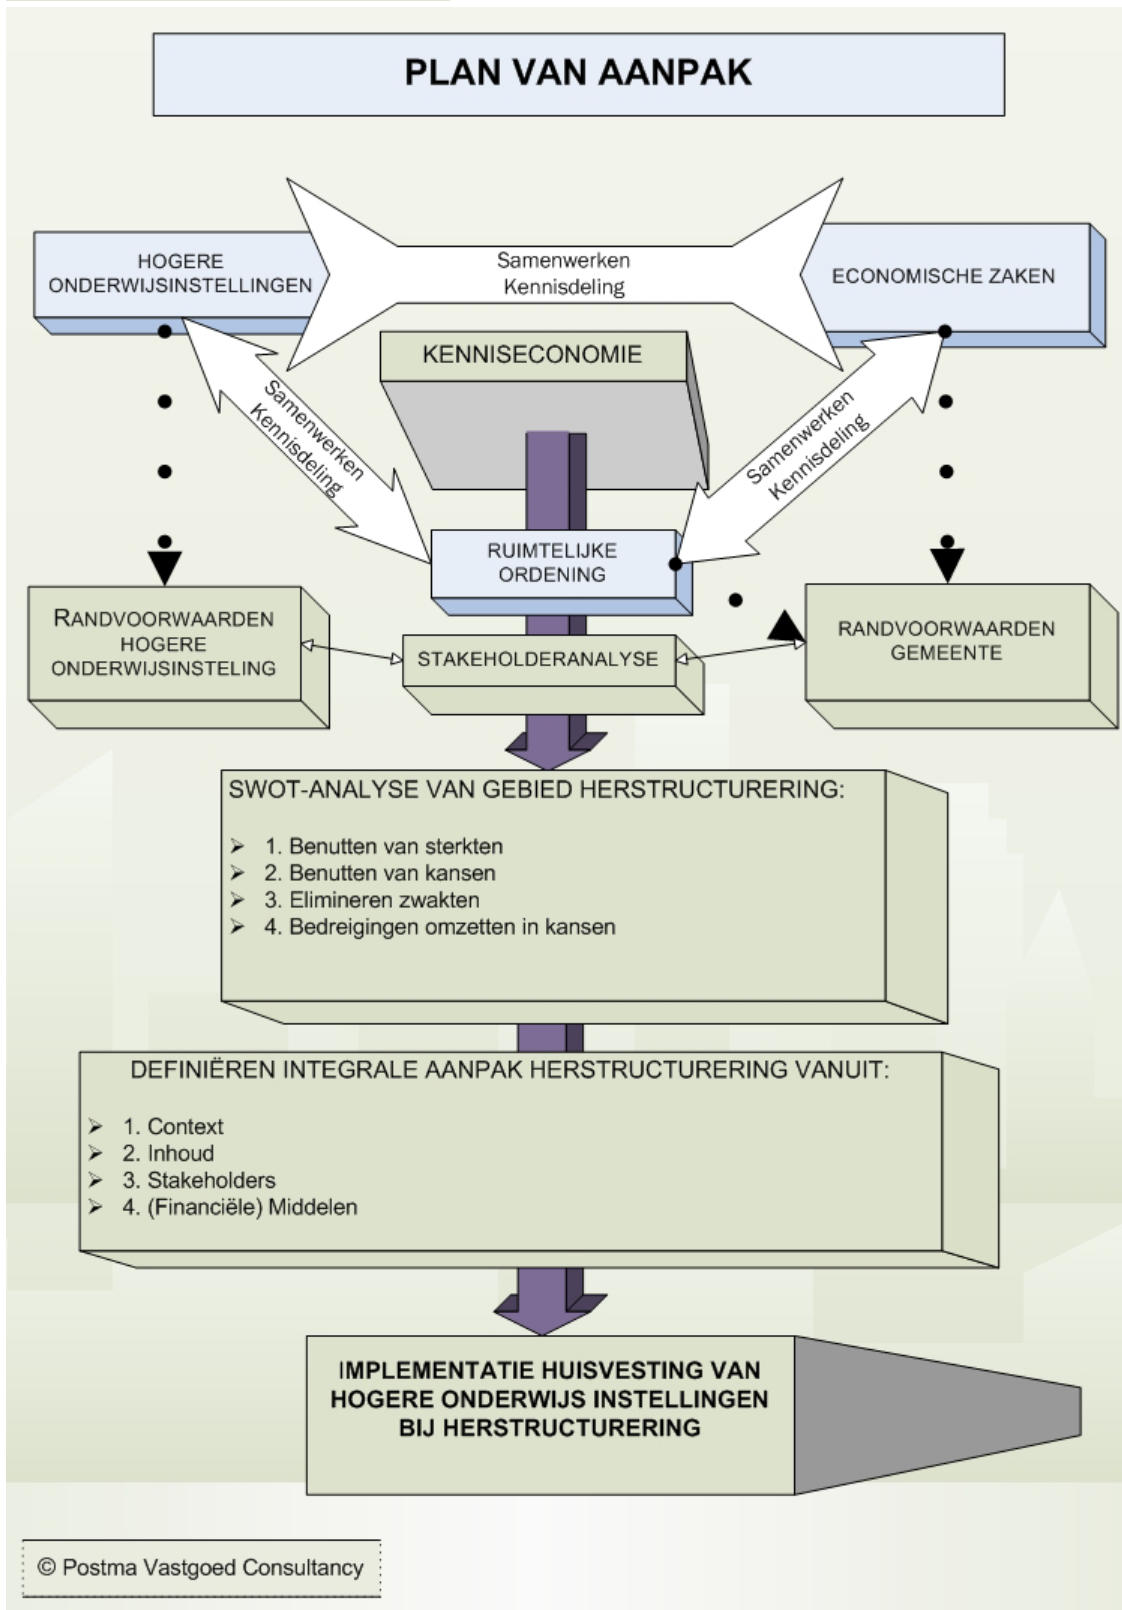 PLAN VAN AANPAK
HOGERE
ONDERWIJSINSTELLINGEN
Samenwerken
Kennisdeling
ECONOMISCHE ZAKEN
KENNISECONOMIE
Samenwerken
Kennisdeling
Samenwerken
Kennisdeling
RUIMTELIJKE
ORDENING
RANDVOORWAARDEN
HOGERE
ONDERWIJSINSTELING
STAKEHOLDERANALYSE
RANDVOORWAARDEN
GEMEENTE
SWOT-ANALYSE VAN GEBIED HERSTRUCTURERING:
➢ 1. Benutten van sterkten
➢ 2. Benutten van kansen
➢ 3. Elimineren zwakten
➢ 4. Bedreigingen omzetten in kansen
DEFINIËREN INTEGRALE AANPAK HERSTRUCTURERING VANUIT:
➢ 1. Context
➢ 2. Inhoud
➢ 3. Stakeholders
➢ 4. (Financiële) Middelen
IMPLEMENTATIE HUISVESTING VAN
HOGERE ONDERWIJS INSTELLINGEN
BIJ HERSTRUCTURERING
© Postma Vastgoed Consultancy